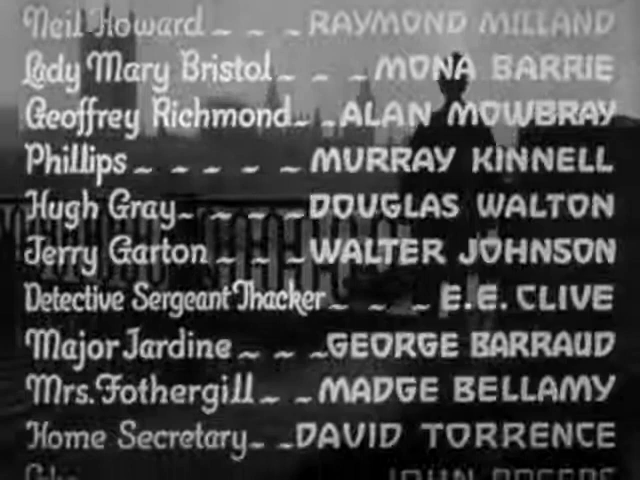 Neil Howard - - - RAYMOND MILLAND
Lady Mary Bristol - - - MONA BARRIE
Geoffrey Richmond - - ALAN MOWBRAY
Phillips - - - - - MURRAY KINNELL
Hugh Gray - - - - DOUGLAS WALTON
Jerry Garton - - - WALTER JOHNSON
Detective Sergeant Thacker - - - E.E. CLIVE
Major Jardine - - - GEORGE BARRAUD
Mrs. Fothergill - - MADGE BELLAMY
Home Secretary - - DAVID TORRENCE